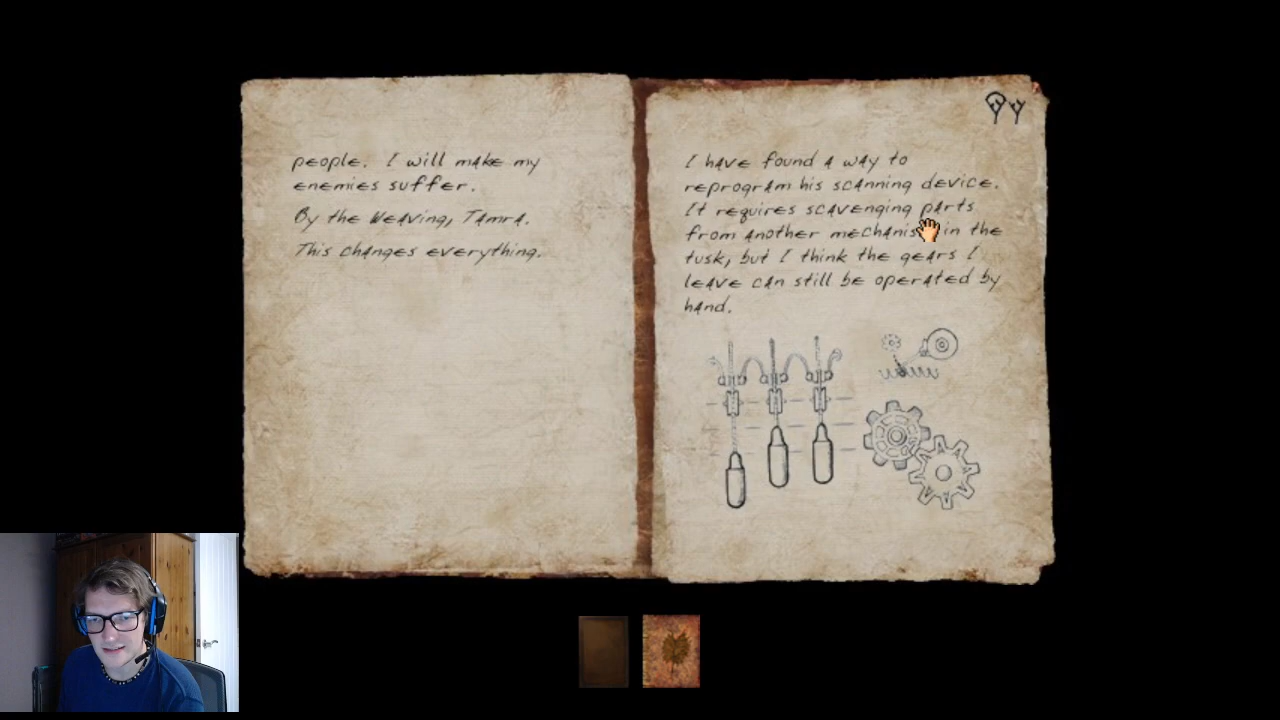 people. I will make my
enemies suffer.
By the Weaving, Tamra.
This changes everything.
I have found a way to
reprogram his scanning device.
It requires scavenging parts
from another mechanism in the
tusk, but I think the gears I
leave can still be operated by
hand.